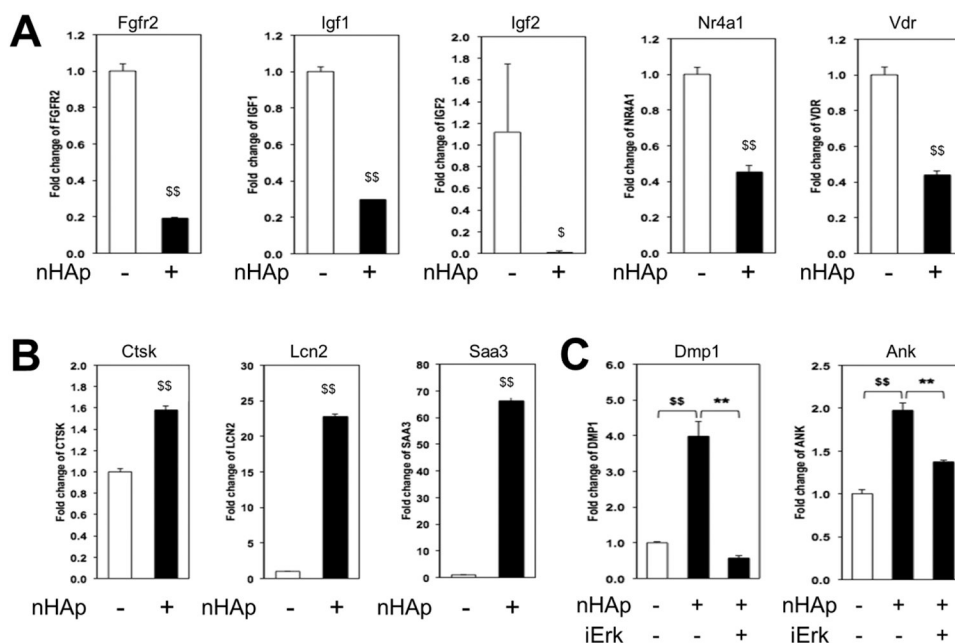 A
Fgfr2
Igf1
Igf2
Nr4a1
Vdr
Fold change of FGFR2
1.2
1.0
0.8
0.6
0.4
0.2
0.0
$$
Fold change of IGF1
1.2
1.0
0.8
0.6
0.4
0.2
0.0
$$
Fold change of IGF2
2.0
1.8
1.6
1.4
1.2
1.0
0.8
0.6
0.4
0.2
0.0
$
Fold change of NR4A1
1.2
1.0
0.8
0.6
0.4
0.2
0.0
$$
Fold change of VDR
1.2
1.0
0.8
0.6
0.4
0.2
0.0
$$
nHAp - +
nHAp - +
nHAp - +
nHAp - +
nHAp - +
B
Ctsk
Lcn2
Saa3
Fold change of CTSK
2.0
1.8
1.6
1.4
1.2
1.0
0.8
0.6
0.4
0.2
0.0
$$
Fold change of LCN2
30
25
20
15
10
5
0
$$
Fold change of SAA3
80
70
60
50
40
30
20
10
0
$$
nHAp - +
nHAp - +
nHAp - +
C
Dmp1
Ank
Fold change of DMP1
6.0
5.0
4.0
3.0
2.0
1.0
0.0
$$ **
Fold change of ANK
2.5
2.0
1.5
1.0
0.5
0.0
$$ **
nHAp - + +
iErk - - +
nHAp - + +
iErk - - +